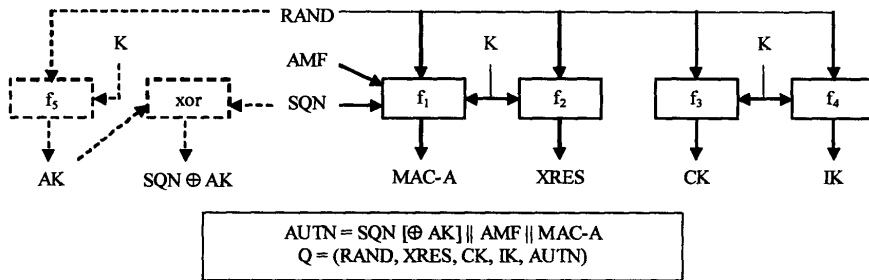 RAND
K
K
K
AMF
SQN
f₅
xor
f₁
f₂
f₃
f₄
AK
SQN ⊕ AK
MAC-A
XRES
CK
IK
AUTN = SQN [⊕ AK] || AMF || MAC-A
Q = (RAND, XRES, CK, IK, AUTN)